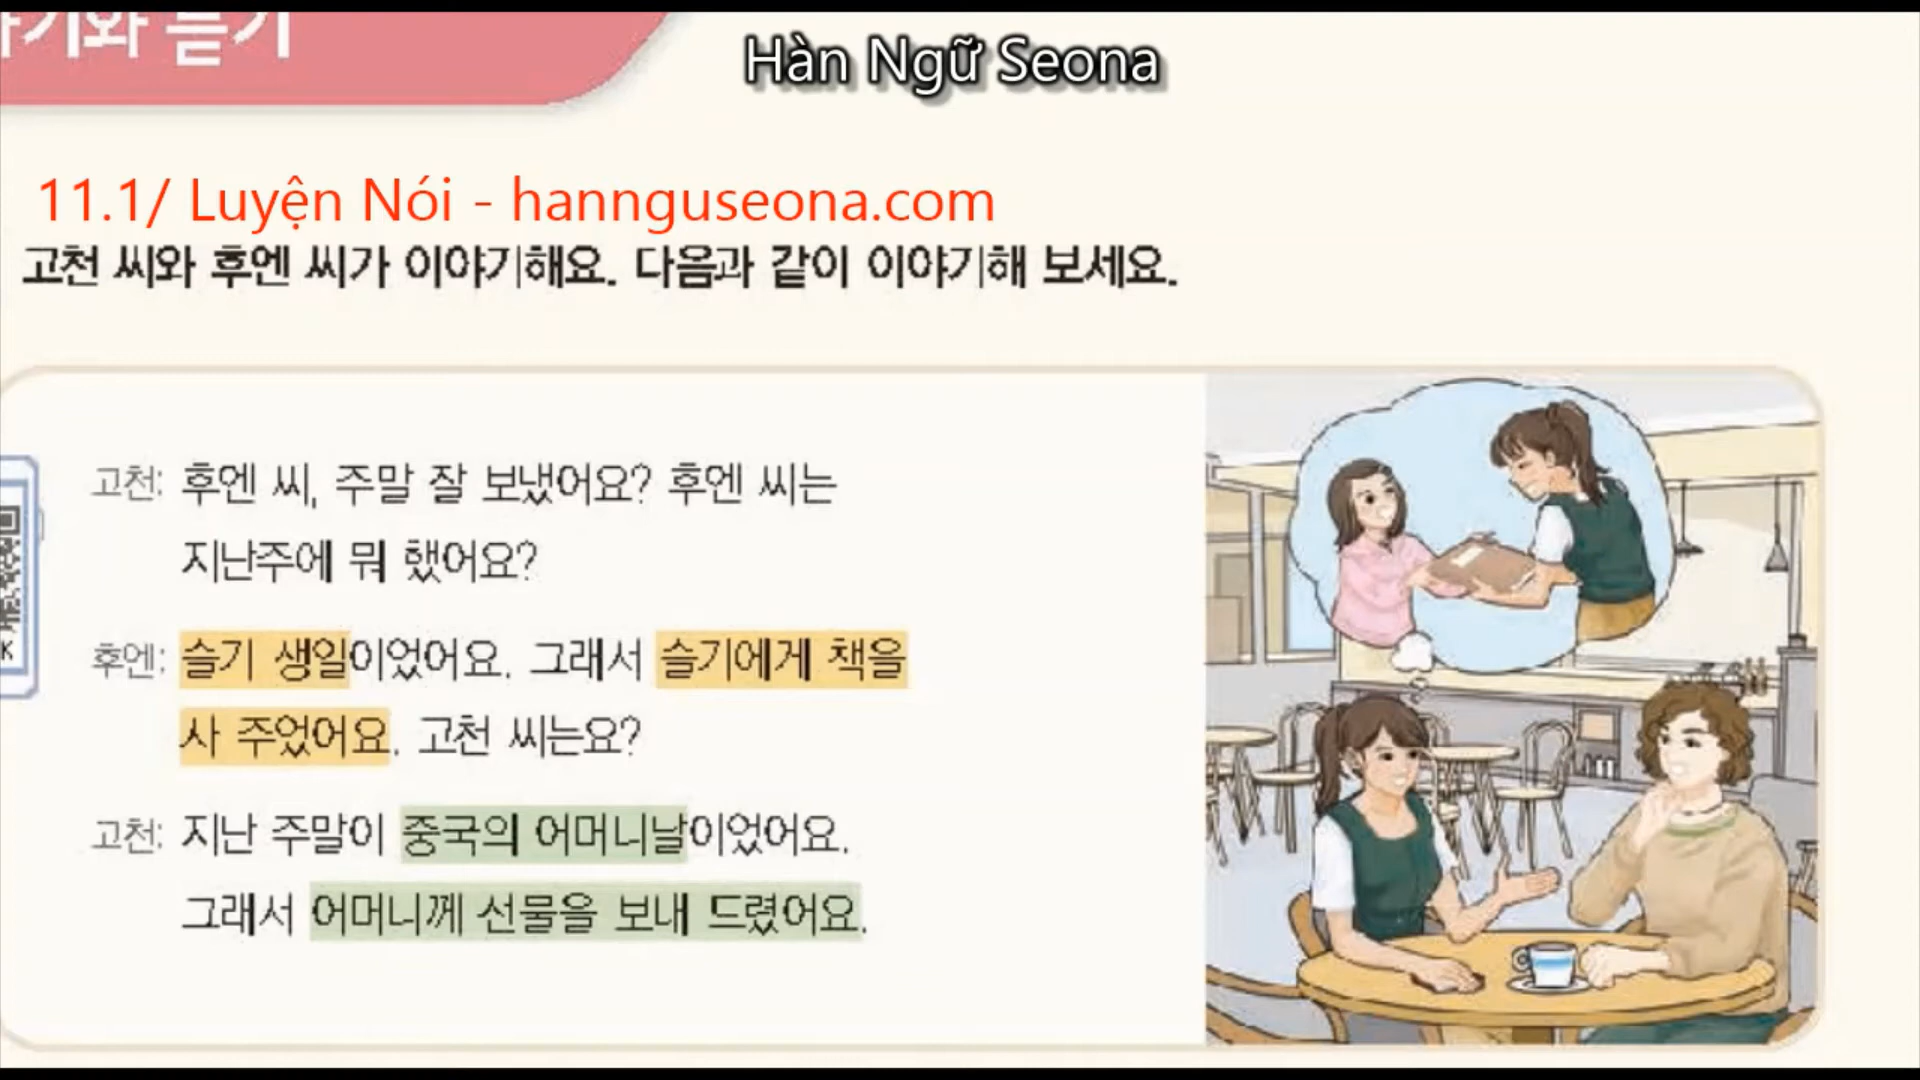 기와 듣기
Hàn Ngữ Seona
11.1/ Luyện Nói - hannguseona.com
고천 씨와 후엔 씨가 이야기해요. 다음과 같이 이야기해 보세요.
고천: 후엔 씨, 주말 잘 보냈어요? 후엔 씨는
지난주에 뭐 했어요?
K
후엔: 슬기 생일이었어요. 그래서 슬기에게 책을
사 주었어요. 고천 씨는요?
고천: 지난 주말이 중국의 어머니날이었어요.
그래서 어머니께 선물을 보내 드렸어요.